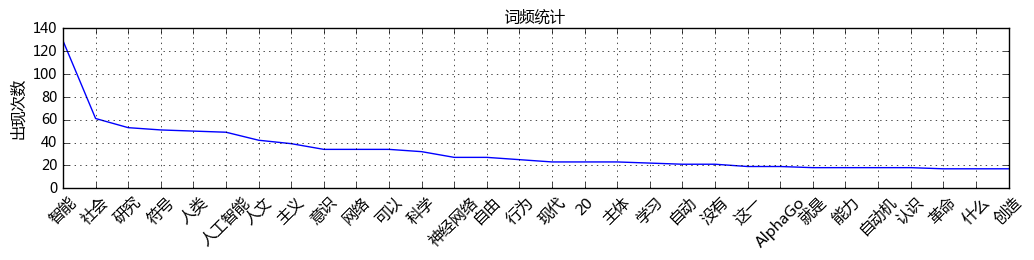 词频统计
出现次数
140
120
100
80
60
40
20
0
智能
社会
研究
符号
人类
人工智能
人文
主义
意识
网络
可以
科学
神经网络
自由
行为
现代
20
主体
学习
自动
没有
这一
AlphaGo
就是
能力
自动机
认识
革命
什么
创造